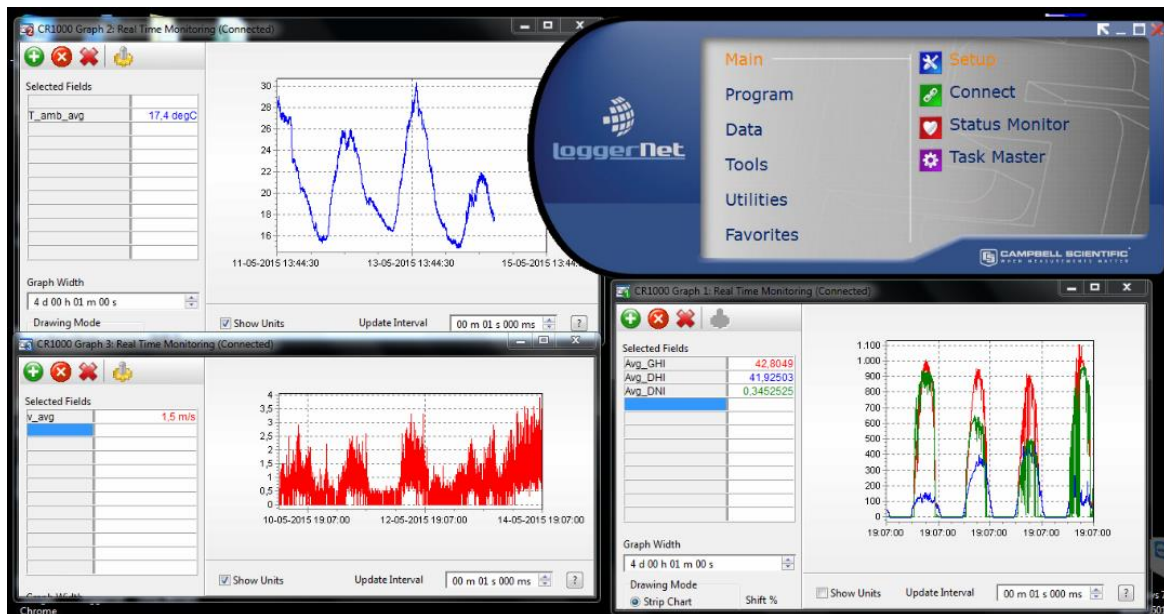 CR1000 Graph 2: Real Time Monitoring (Connected)
Selected Fields
T_amb_avg 17,4 degC
30
28
26
24
22
20
18
16
11-05-2015 13:44:30 13-05-2015 13:44:30 15-05-2015 13:44:
Graph Width
4 d 00 h 01 m 00 s
Drawing Mode
Show Units Update Interval 00 m 01 s 000 ms ?
LoggerNet
Main
Program
Data
Tools
Utilities
Favorites
Setup
Connect
Status Monitor
Task Master
CAMPBELL SCIENTIFIC
WHEN MEASUREMENTS MATTER
CR1000 Graph 3: Real Time Monitoring (Connected)
Selected Fields
v_avg 1,5 m/s
4
3,5
3
2,5
2
1,5
1
0,5
0
10-05-2015 19:07:00 12-05-2015 19:07:00 14-05-2015 19:07:00
Show Units Update Interval 00 m 01 s 000 ms ?
Chrome
CR1000 Graph 1: Real Time Monitoring (Connected)
Selected Fields
Avg_GHI 42,8049
Avg_DHI 41,92503
Avg_DNI 0,3452525
1.100
1.000
900
800
700
600
500
400
300
200
100
0
19:07:00 19:07:00 19:07:00 19:07:00 19:07:00
Graph Width
4 d 00 h 01 m 00 s
Drawing Mode
Strip Chart Shift %
Show Units Update Interval 00 m 01 s 000 ms ?